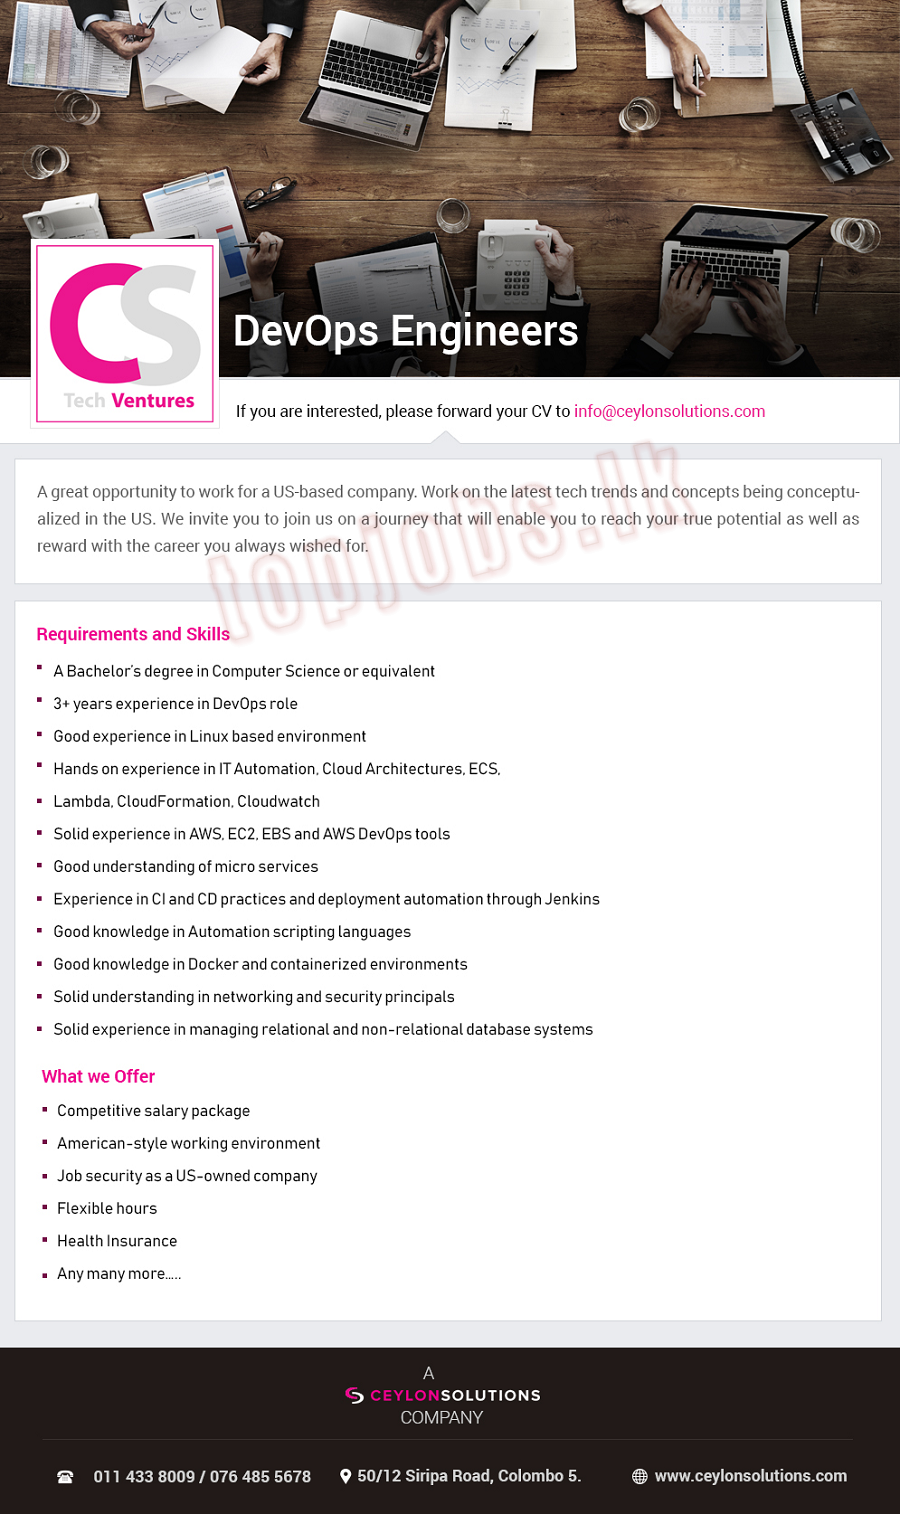 CS
Tech Ventures
DevOps Engineers
If you are interested, please forward your CV to info@ceylonsolutions.com
A great opportunity to work for a US-based company. Work on the latest tech trends and concepts being conceptu-
alized in the US. We invite you to join us on a journey that will enable you to reach your true potential as well as
reward with the career you always wished for.
topjobs.lk
Requirements and Skills
A Bachelor's degree in Computer Science or equivalent
3+ years experience in DevOps role
Good experience in Linux based environment
Hands on experience in IT Automation, Cloud Architectures, ECS,
Lambda, CloudFormation, Cloudwatch
Solid experience in AWS, EC2, EBS and AWS DevOps tools
Good understanding of micro services
Experience in CI and CD practices and deployment automation through Jenkins
Good knowledge in Automation scripting languages
Good knowledge in Docker and containerized environments
Solid understanding in networking and security principals
Solid experience in managing relational and non-relational database systems
What we Offer
Competitive salary package
American-style working environment
Job security as a US-owned company
Flexible hours
Health Insurance
Any many more.....
A
CEYLONSOLUTIONS
COMPANY
011 433 8009 / 076 485 5678
50/12 Siripa Road, Colombo 5.
www.ceylonsolutions.com